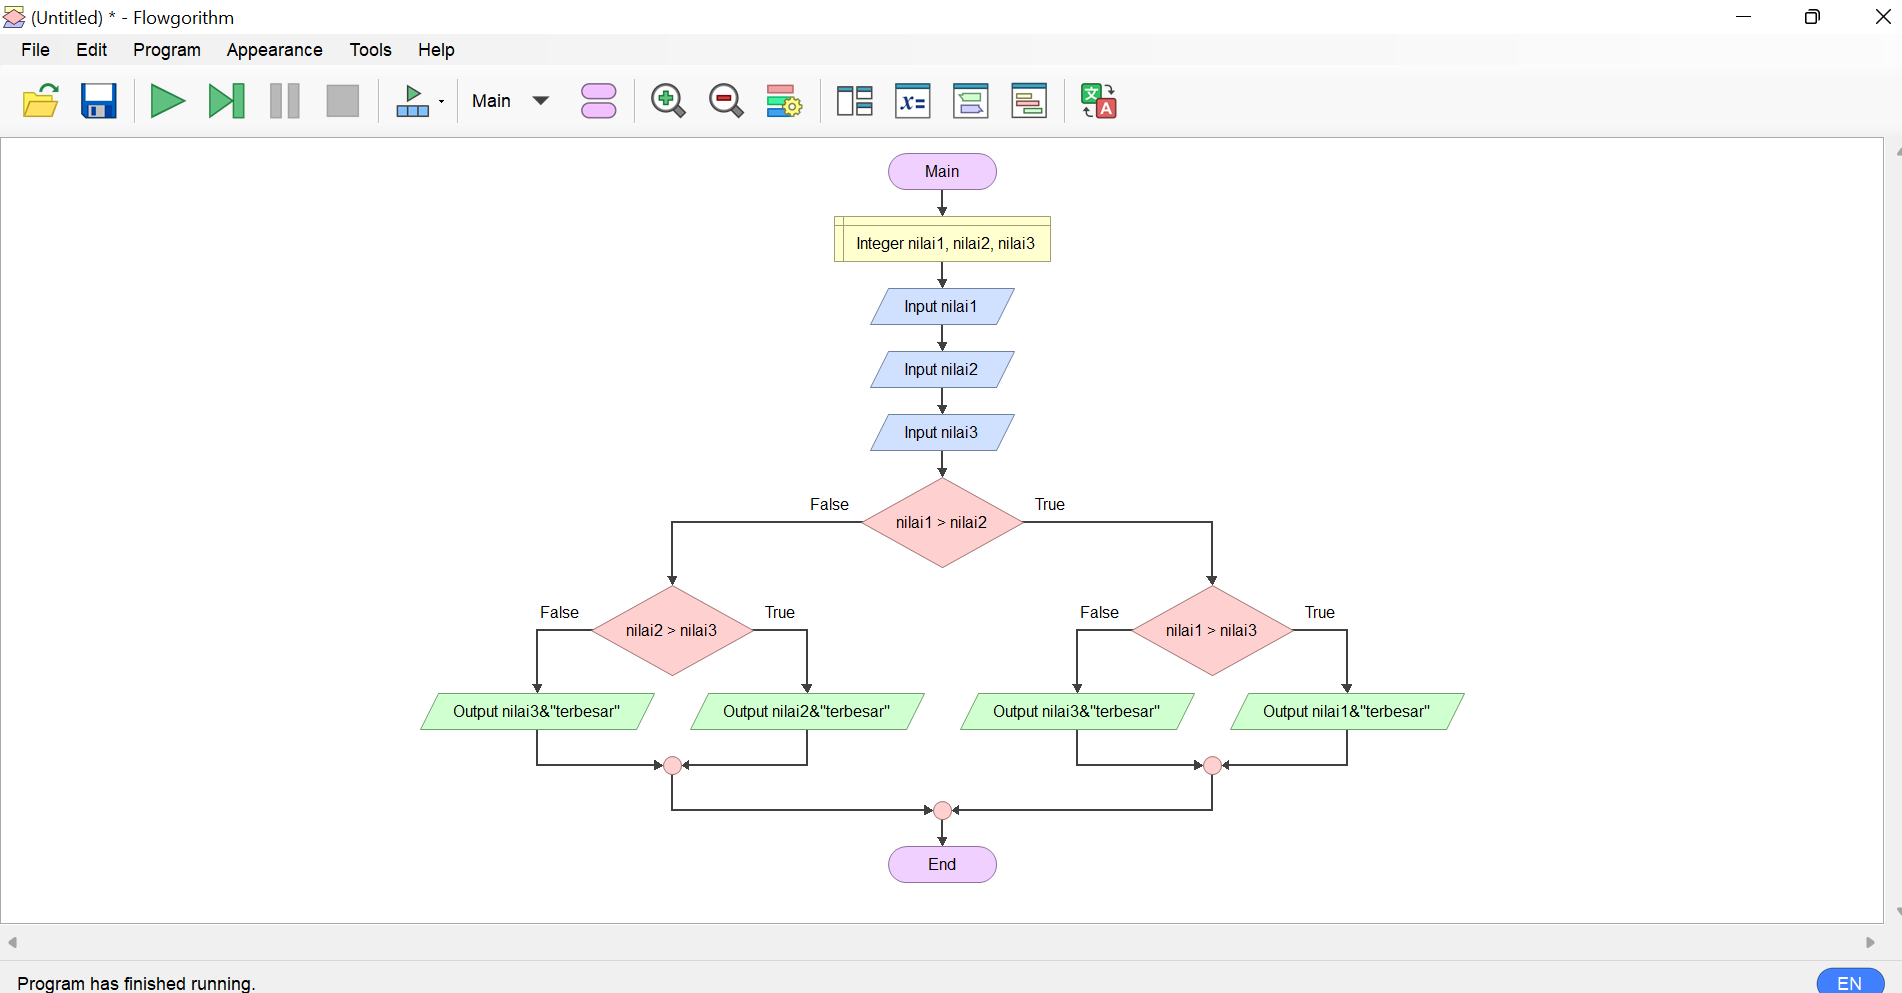 (Untitled) * - Flowgorithm
File Edit Program Appearance Tools Help
Main
x=
文
A
Main
Integer nilai1, nilai2, nilai3
Input nilai1
Input nilai2
Input nilai3
False
True
nilai1 > nilai2
False
True
False
True
nilai2 > nilai3
nilai1 > nilai3
Output nilai3&"terbesar"
Output nilai2&"terbesar"
Output nilai3&"terbesar"
Output nilai1&"terbesar"
End
Program has finished running.
EN